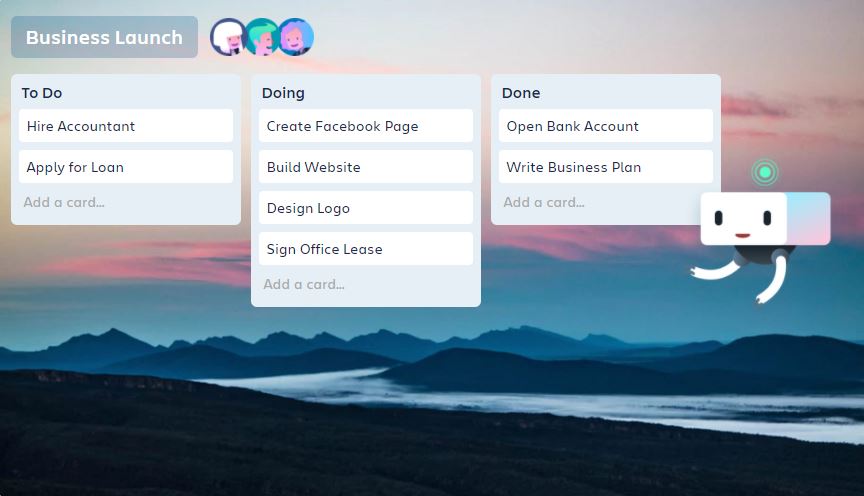 Business Launch
To Do
Hire Accountant
Apply for Loan
Add a card...
Doing
Create Facebook Page
Build Website
Design Logo
Sign Office Lease
Add a card...
Done
Open Bank Account
Write Business Plan
Add a card...